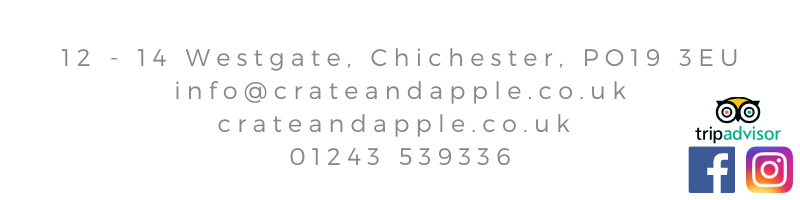 12 - 14 Westgate, Chichester, PO19 3EU
info@crateandapple.co.uk
crateandapple.co.uk
01243 539336
tripadvisor